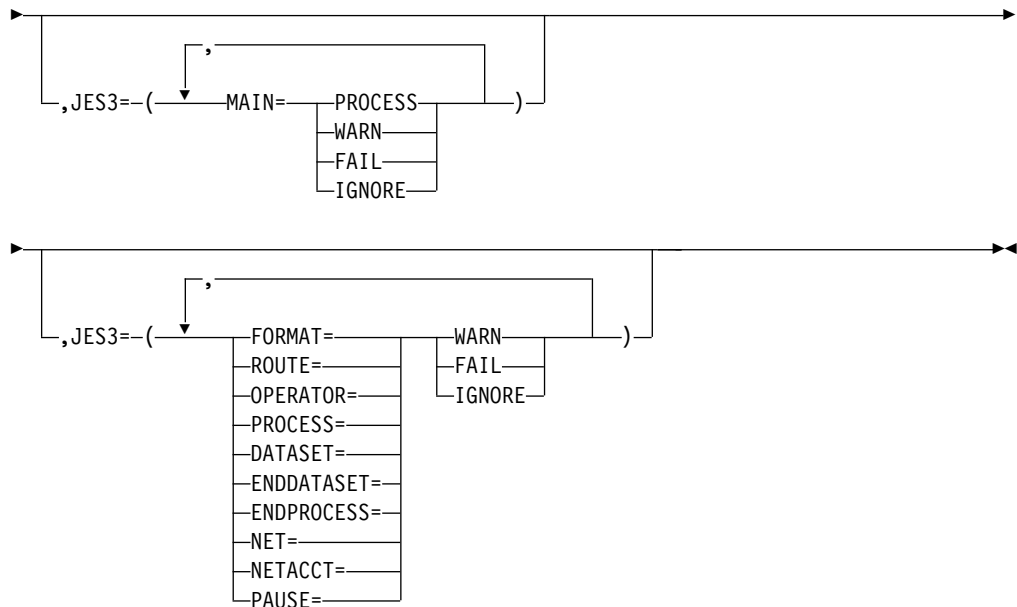 ,
,JES3= ( MAIN= PROCESS )
WARN
FAIL
IGNORE
,
,JES3= ( FORMAT= WARN )
ROUTE= FAIL
OPERATOR= IGNORE
PROCESS=
DATASET=
ENDDATASET=
ENDPROCESS=
NET=
NETACCT=
PAUSE=